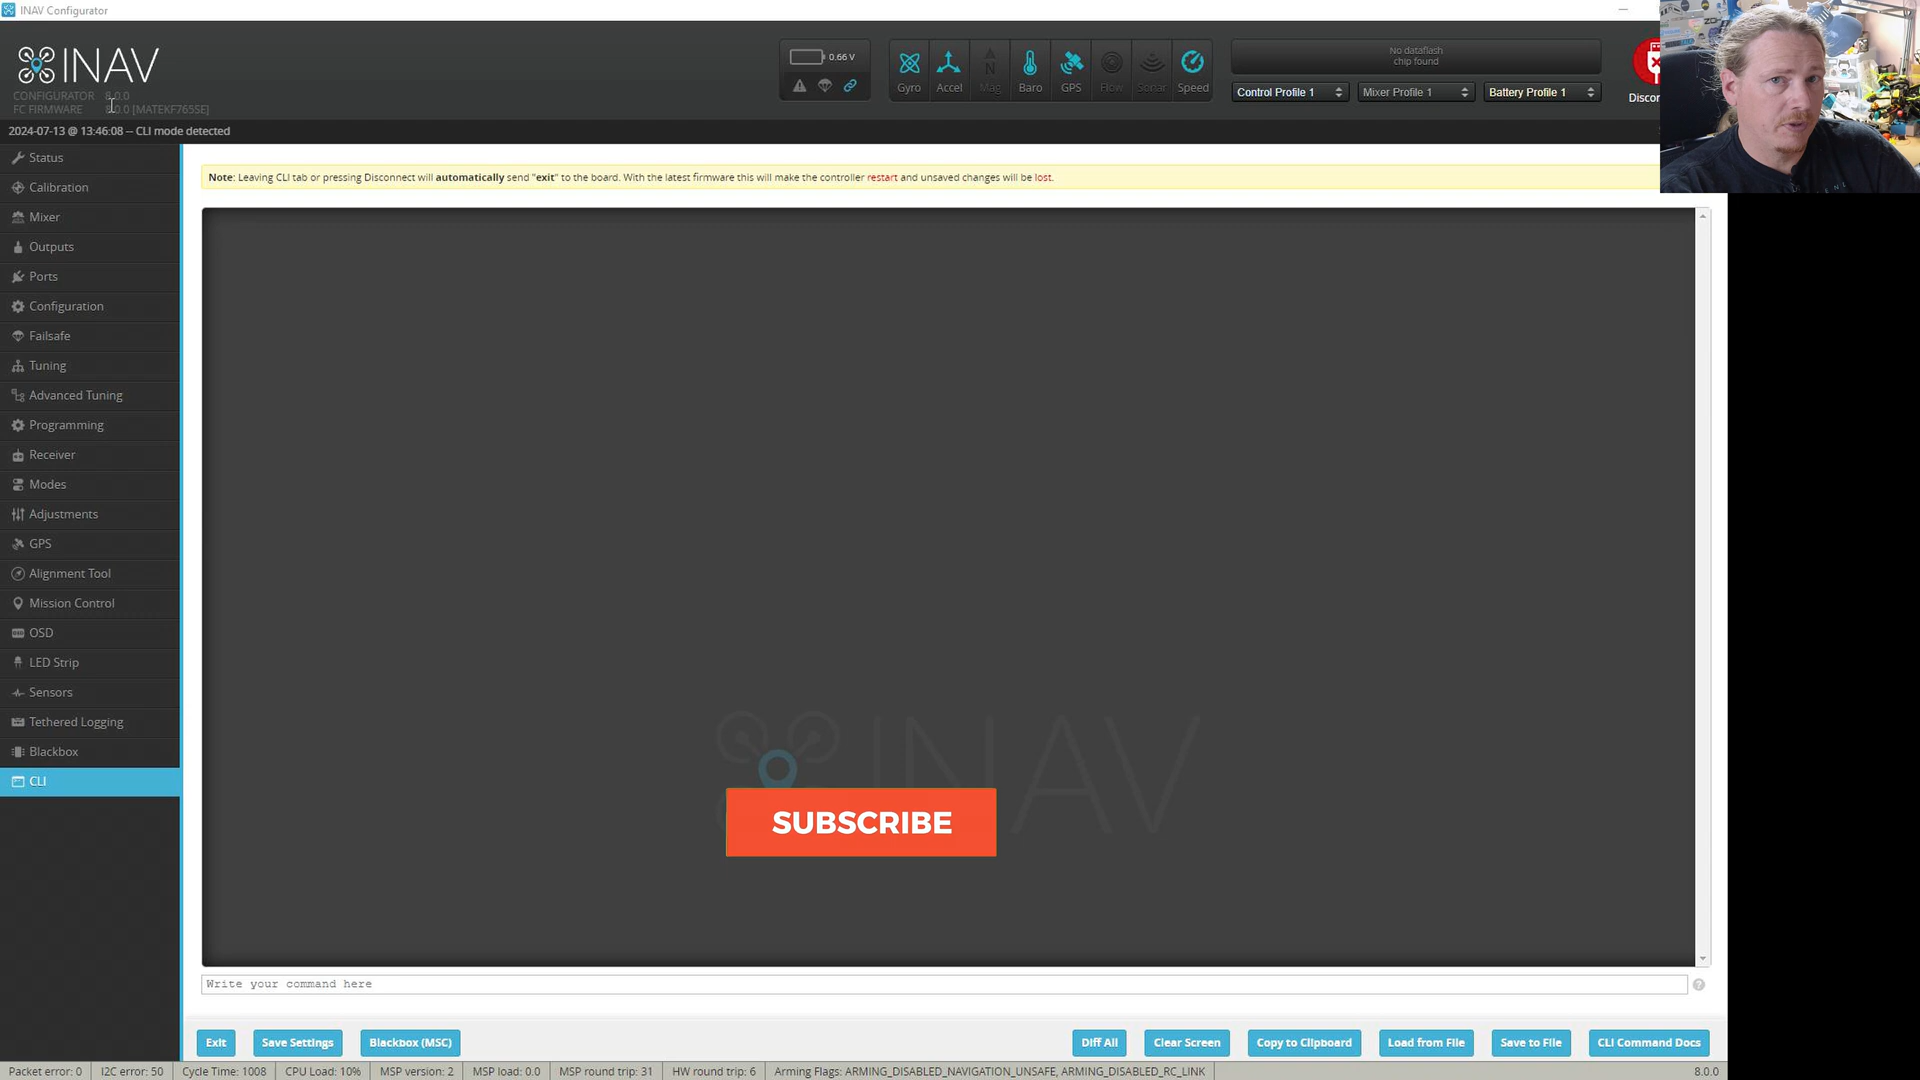 INAV Configurator
INAV
CONFIGURATOR 8.0.0
FC FIRMWARE 8.0.0 [MATEKF765SE]
0.66 V
Gyro
Accel
Mag
Baro
GPS
Flow
Sonar
Speed
No dataflash
chip found
Control Profile 1
Mixer Profile 1
Battery Profile 1
2024-07-13 @ 13:46:08 -- CLI mode detected
Status
Calibration
Mixer
Outputs
Ports
Configuration
Failsafe
Tuning
Advanced Tuning
Programming
Receiver
Modes
Adjustments
GPS
Alignment Tool
Mission Control
OSD
LED Strip
Sensors
Tethered Logging
Blackbox
CLI
Note: Leaving CLI tab or pressing Disconnect will automatically send "exit" to the board. With the latest firmware this will make the controller restart and unsaved changes will be lost.
INAV
SUBSCRIBE
Write your command here
Exit
Save Settings
Blackbox (MSC)
Diff All
Clear Screen
Copy to Clipboard
Load from File
Save to File
CLI Command Docs
Packet error: 0
I2C error: 50
Cycle Time: 1008
CPU Load: 10%
MSP version: 2
MSP load: 0.0
MSP round trip: 31
HW round trip: 6
Arming Flags: ARMING_DISABLED_NAVIGATION_UNSAFE, ARMING_DISABLED_RC_LINK
8.0.0